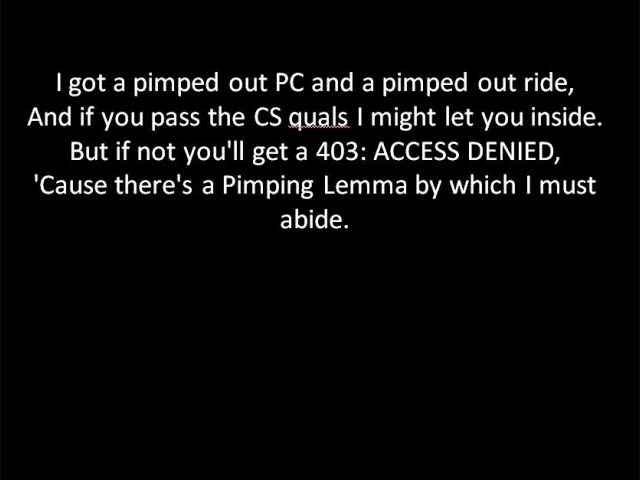 I got a pimped out PC and a pimped out ride,
And if you pass the CS quals I might let you inside.
But if not you'll get a 403: ACCESS DENIED,
'Cause there's a Pimping Lemma by which I must
abide.